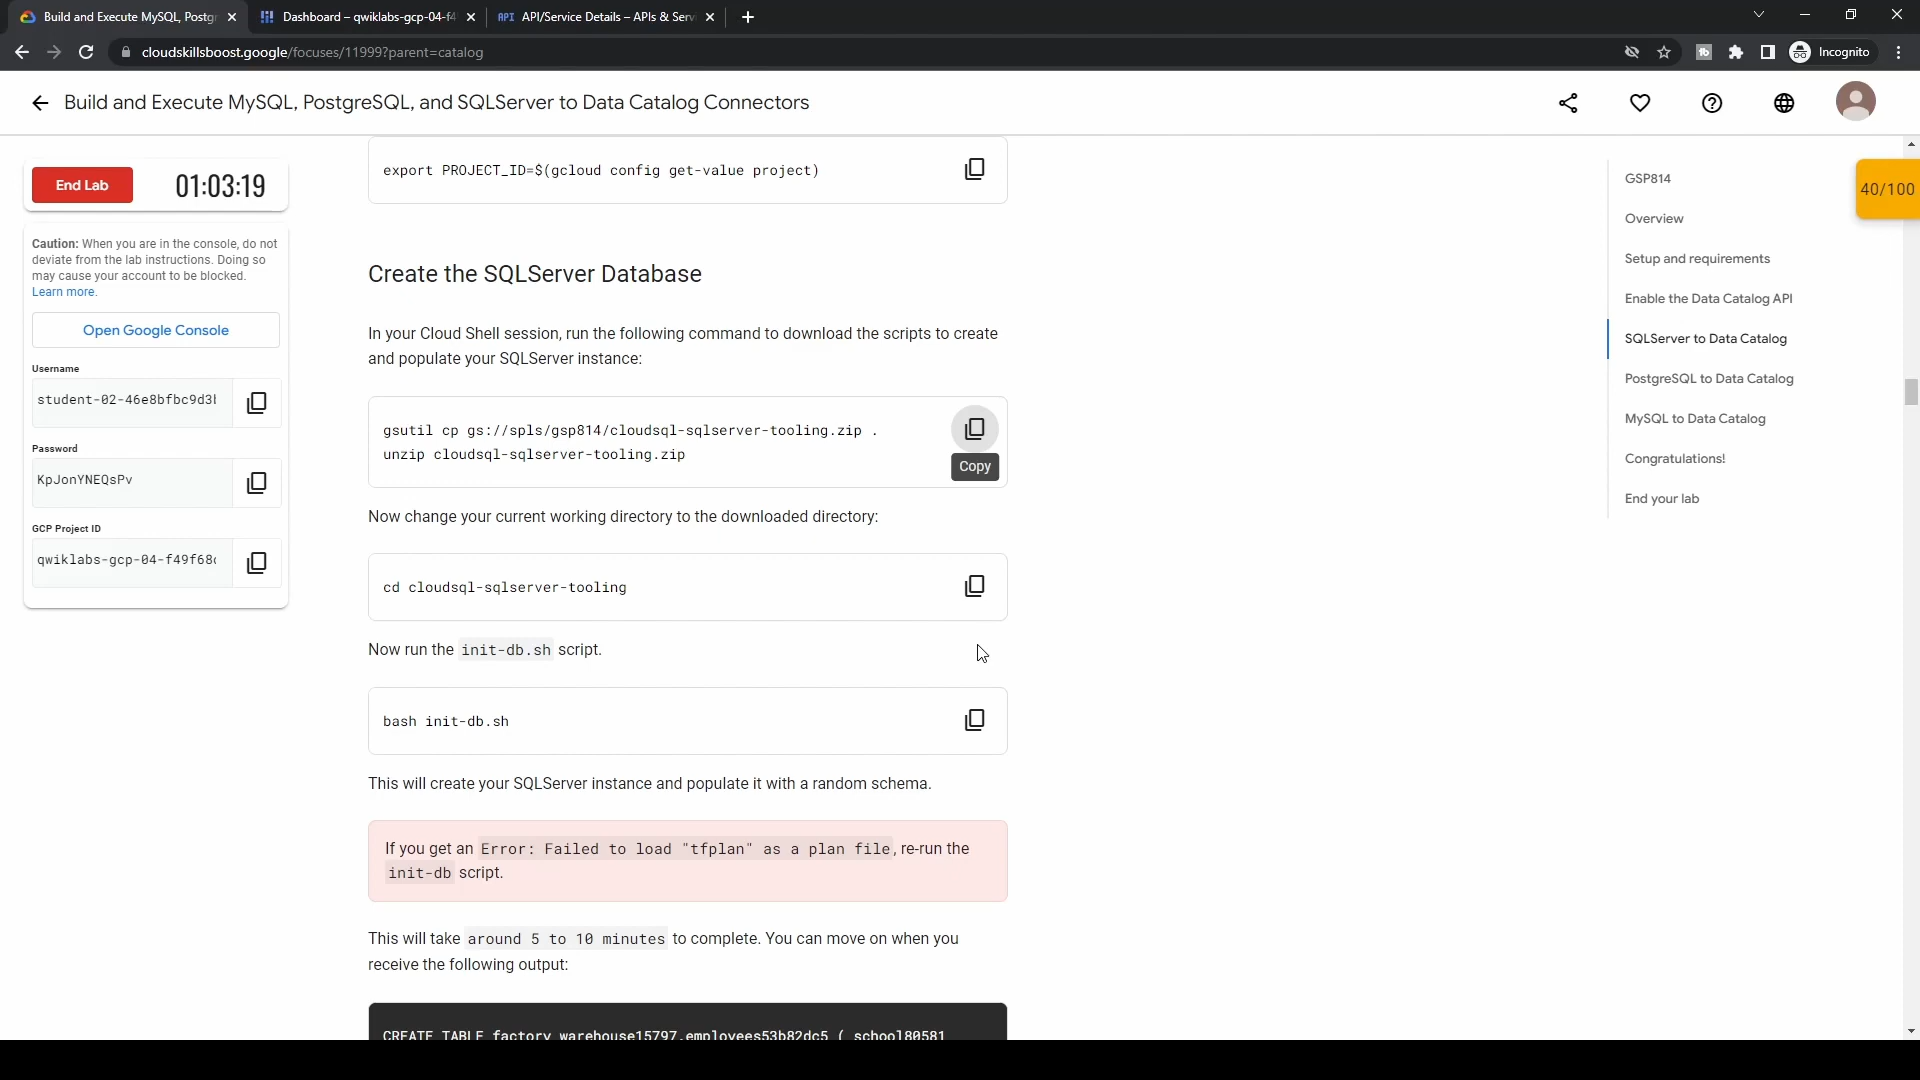 Build and Execute MySQL, Postgr
Dashboard – qwiklabs-gcp-04-f4
API API/Service Details – APIs & Serv
cloudskillsboost.google/focuses/11999?parent=catalog
Incognito
Build and Execute MySQL, PostgreSQL, and SQLServer to Data Catalog Connectors
End Lab
01:03:19
Caution: When you are in the console, do not
deviate from the lab instructions. Doing so
may cause your account to be blocked.
Learn more.
Open Google Console
Username
student-02-46e8bfbc9d3
Password
KpJonYNEQsPv
GCP Project ID
qwiklabs-gcp-04-f49f68
export PROJECT_ID=$(gcloud config get-value project)
Create the SQLServer Database
In your Cloud Shell session, run the following command to download the scripts to create
and populate your SQLServer instance:
gsutil cp gs://spls/gsp814/cloudsql-sqlserver-tooling.zip .
unzip cloudsql-sqlserver-tooling.zip
Copy
Now change your current working directory to the downloaded directory:
cd cloudsql-sqlserver-tooling
Now run the init-db.sh script.
bash init-db.sh
This will create your SQLServer instance and populate it with a random schema.
If you get an Error: Failed to load "tfplan" as a plan file, re-run the
init-db script.
This will take around 5 to 10 minutes to complete. You can move on when you
receive the following output:
CREATE TABLE factory_warehouse15797.employees53b82dc5 ( school80581
GSP814
Overview
Setup and requirements
Enable the Data Catalog API
SQLServer to Data Catalog
PostgreSQL to Data Catalog
MySQL to Data Catalog
Congratulations!
End your lab
40/100